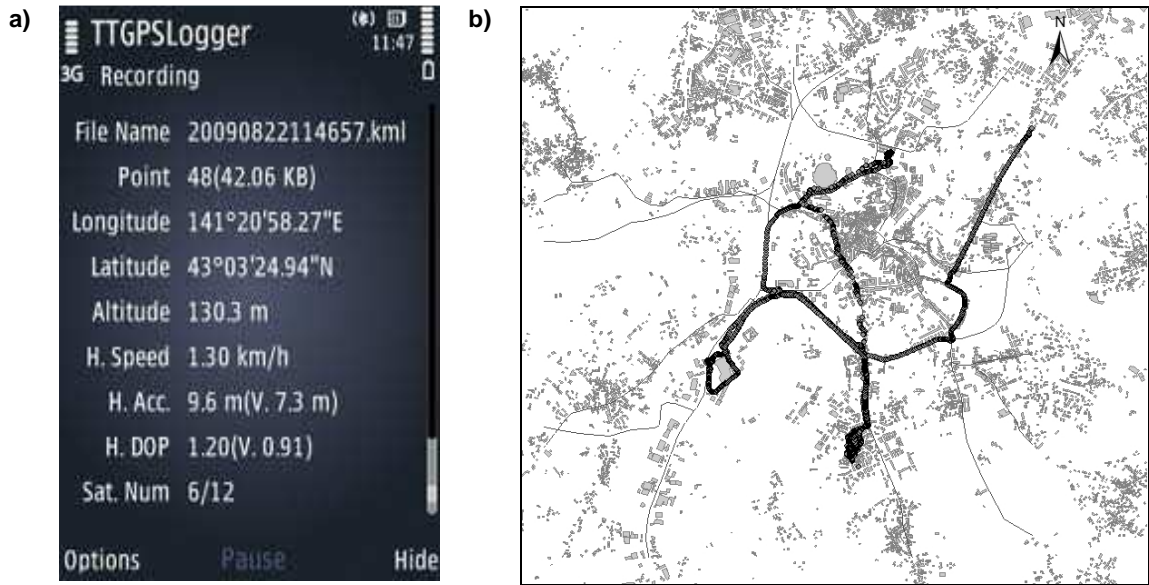 a)
TTGPSLogger
11:47
3G Recording
File Name 20090822114657.kml
Point 48(42.06 KB)
Longitude 141°20'58.27"E
Latitude 43°03'24.94"N
Altitude 130.3 m
H. Speed 1.30 km/h
H. Acc. 9.6 m(V. 7.3 m)
H. DOP 1.20(V. 0.91)
Sat. Num 6/12
Options Pause Hide
b)
N